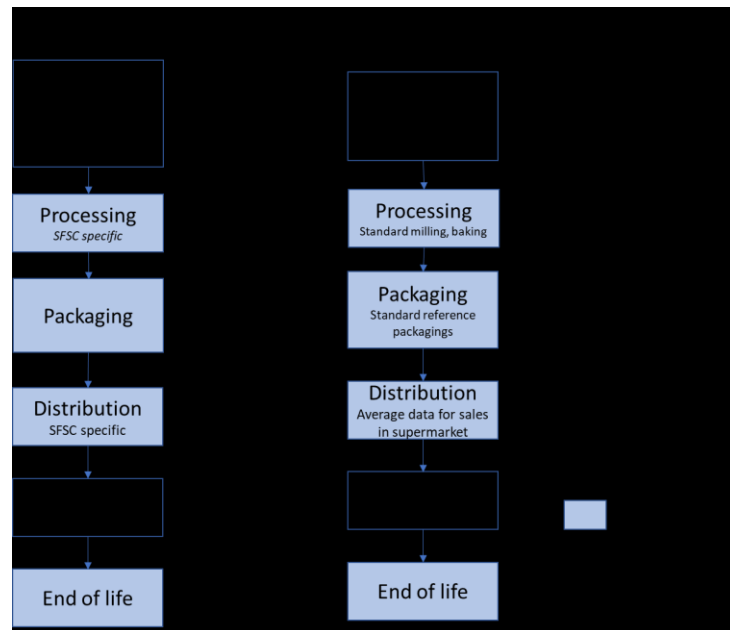 Processing
SFSC specific
Packaging
Distribution
SFSC specific
End of life
Processing
Standard milling, baking
Packaging
Standard reference
packagings
Distribution
Average data for sales
in supermarket
End of life